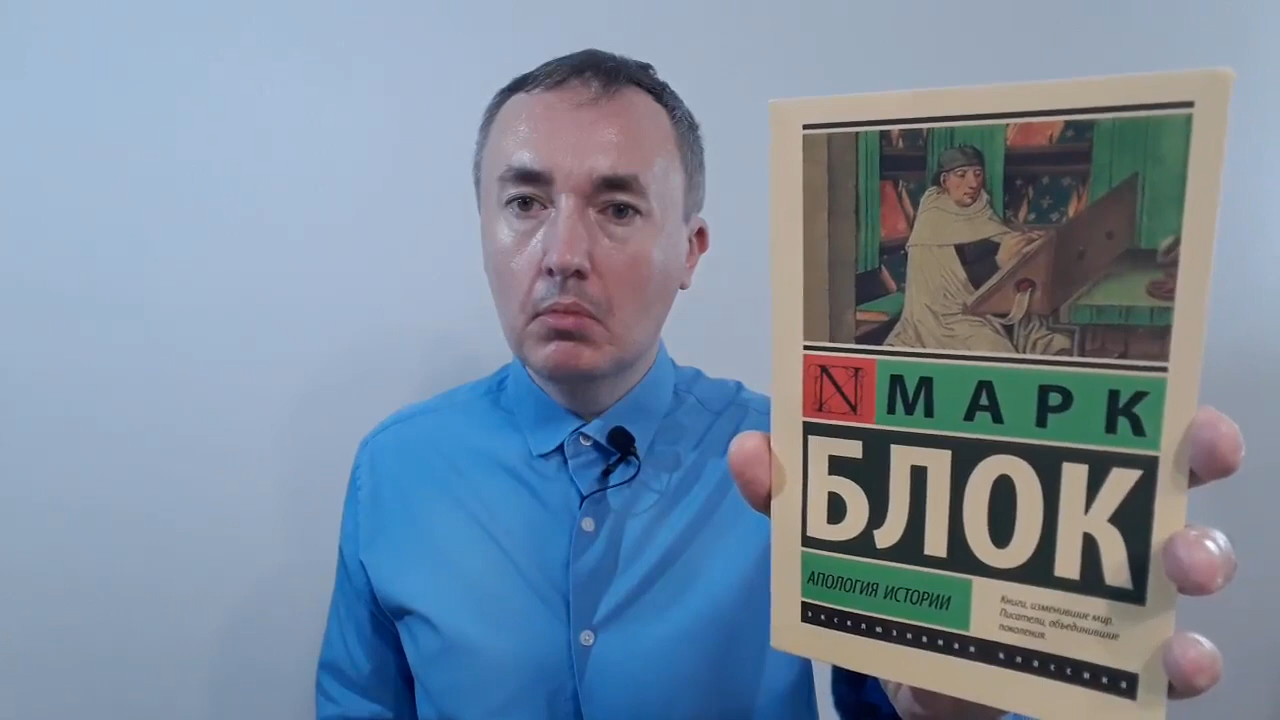 N МАРК
БЛОК
АПОЛОГИЯ ИСТОРИИ
Книги, изменившие мир.
Писатели, объединившие
поколения.
эксклюзивная классика